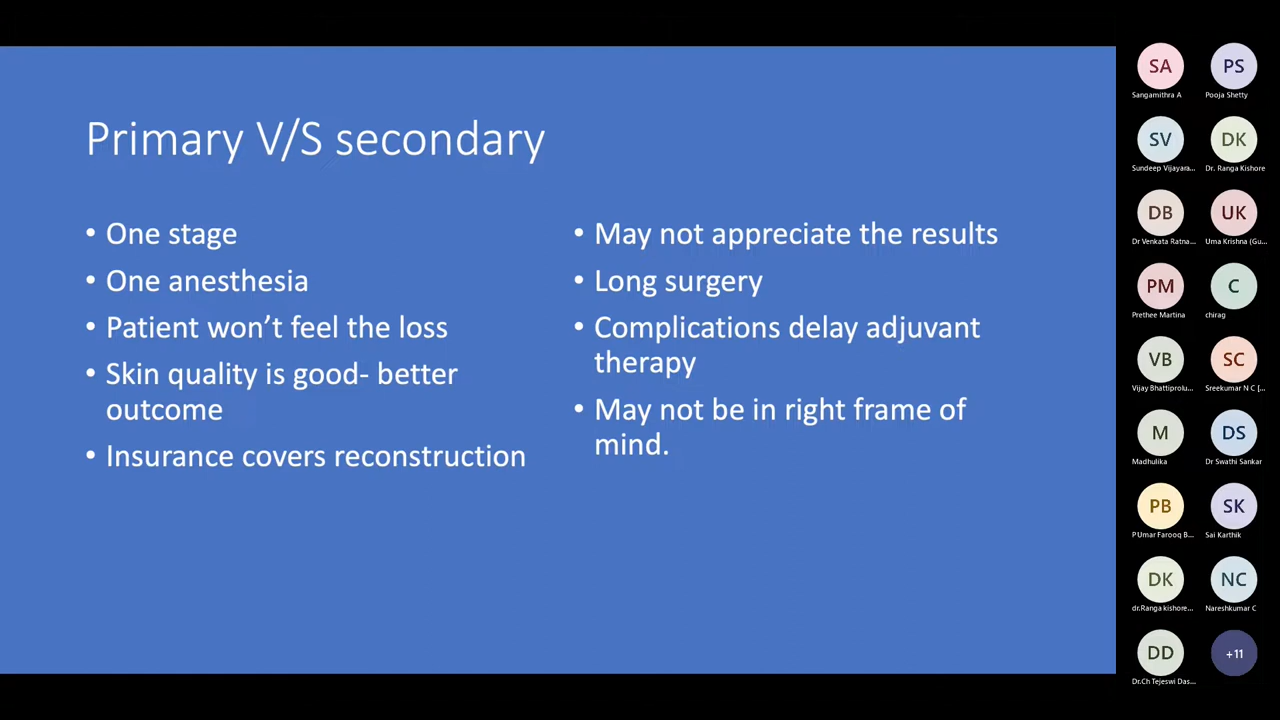 Primary V/S secondary
• One stage
• One anesthesia
• Patient won’t feel the loss
• Skin quality is good- better
outcome
• Insurance covers reconstruction
• May not appreciate the results
• Long surgery
• Complications delay adjuvant
therapy
• May not be in right frame of
mind.
SA
Sangamithra A
PS
Pooja Shetty
SV
Sundeep Vijayara...
DK
Dr. Ranga Kishore
DB
Dr Venkata Ratna...
UK
Uma Krishna (Gu...
PM
Prethee Martina
C
chirag
VB
Vijay Bhattiprolu...
SC
Sreekumar N C [...
M
Madhulika
DS
Dr Swathi Sankar
PB
P Umar Farooq B...
SK
Sai Karthik
DK
dr.Ranga kishore...
NC
Nareshkumar C
DD
Dr.Ch Tejeswi Das...
+11